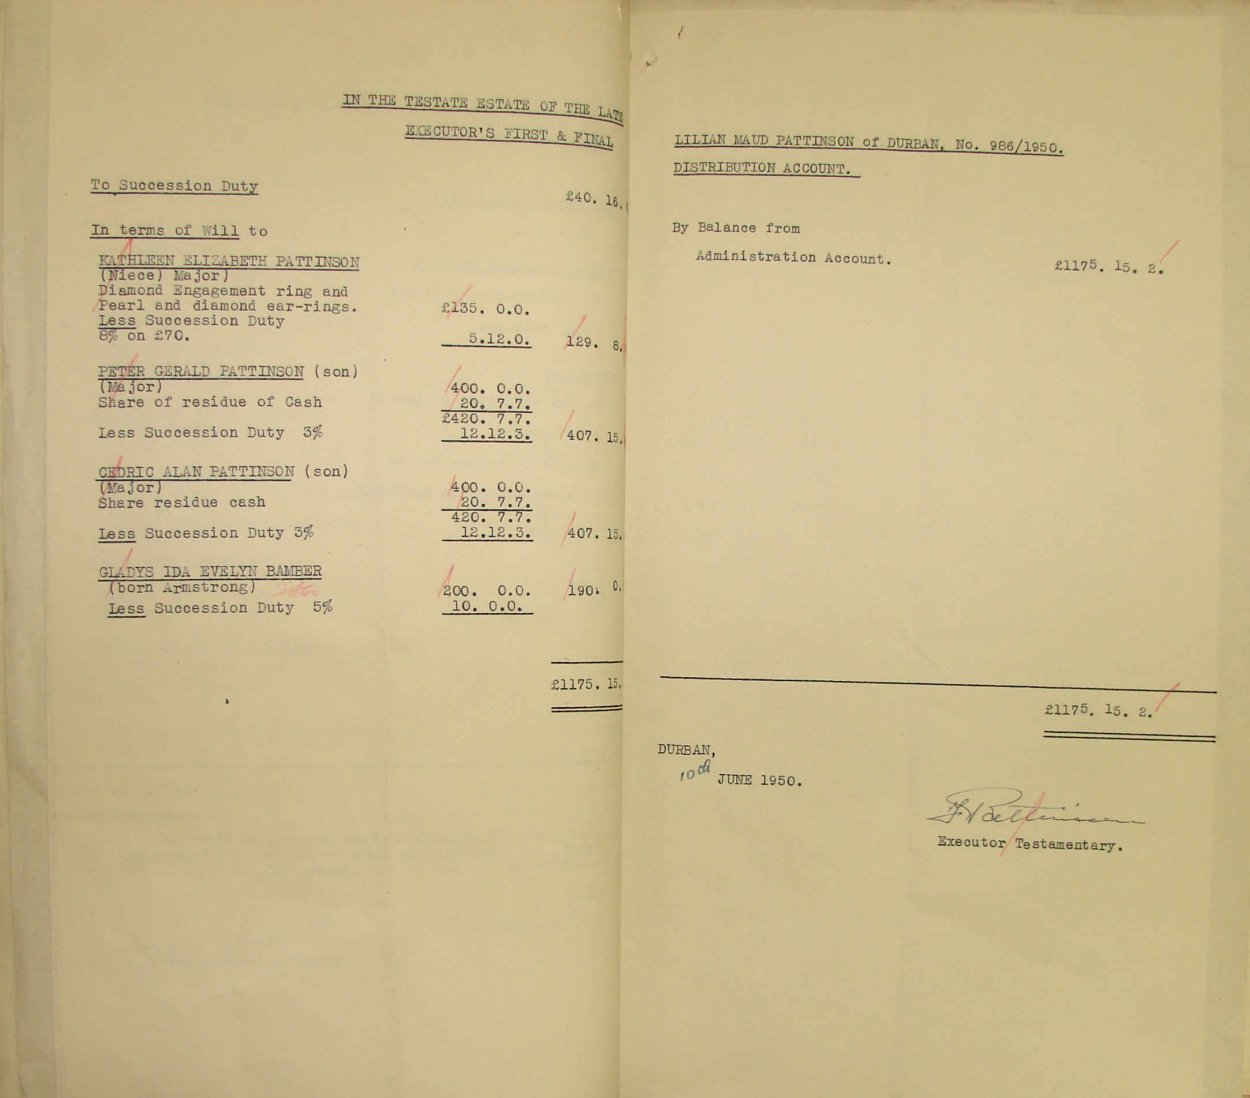 IN THE TESTATE ESTATE OF THE LATE
EXECUTOR'S FIRST & FINAL
To Succession Duty
£40. 16.
In terms of Will to
KATHLEEN ELIZABETH PATTINSON
(Niece) Major)
Diamond Engagement ring and
Pearl and diamond ear-rings. £135. 0.0.
Less Succession Duty
8% on £70. 5.12.0. 129. 8.
PETER GERALD PATTINSON (son)
(Major) 400. 0.0.
Share of residue of Cash 20. 7.7.
£420. 7.7.
Less Succession Duty 3% 12.12.3. 407. 15.
CEDRIC ALAN PATTINSON (son)
(Major) 400. 0.0.
Share residue cash 20. 7.7.
420. 7.7.
Less Succession Duty 3% 12.12.3. 407. 15.
GLADYS IDA EVELYN BAMBER
(born Armstrong) 200. 0.0. 190. 0.
Less Succession Duty 5% 10. 0.0.
£1175. 15.
LILIAN MAUD PATTINSON of DURBAN, No. 986/1950.
DISTRIBUTION ACCOUNT.
By Balance from
Administration Account. £1175. 15. 2.
£1175. 15. 2.
DURBAN,
10th JUNE 1950.
Pattinson
Executor Testamentary.